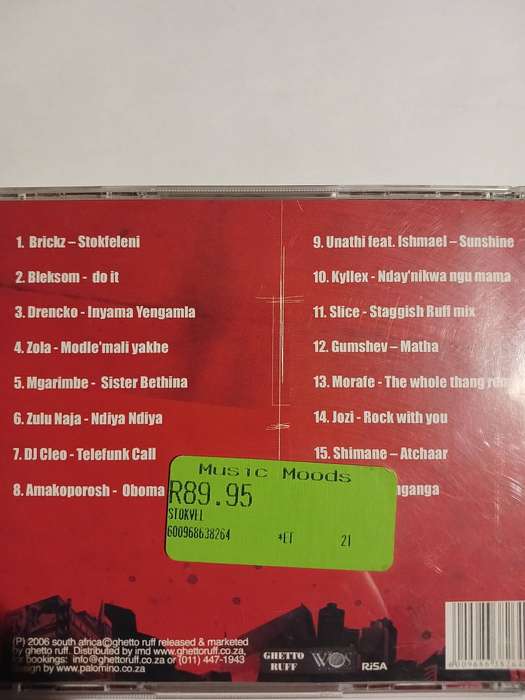 1. Brickz – Stokfeleni
2. Bleksom - do it
3. Drencko - Inyama Yengamla
4. Zola - Modle'mali yakhe
5. Mgarimbe - Sister Bethina
6. Zulu Naja - Ndiya Ndiya
7. DJ Cleo - Telefunk Call
8. Amakoporosh - Oboma
9. Unathi feat. Ishmael – Sunshine
10. Kyllex - Nday'nikwa ngu mama
11. Slice - Staggish Ruff mix
12. Gumshev – Matha
13. Morafe - The whole thang
14. Jozi - Rock with you
15. Shimane – Atchaar
Music Moods
R89.95
STOKVEL
600968638264
*ET 21
(P) 2006 south africa©ghetto ruff released & marketed
by ghetto ruff. Distributed by imd www.ghettoruff.co.za
for bookings: info@ghettoruff.co.za or (011) 447-1943
design by www.palomino.co.za
GHETTO
RUFF
WOS
RiSA